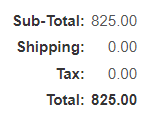 Sub-Total: 825.00
Shipping: 0.00
Tax: 0.00
Total: 825.00